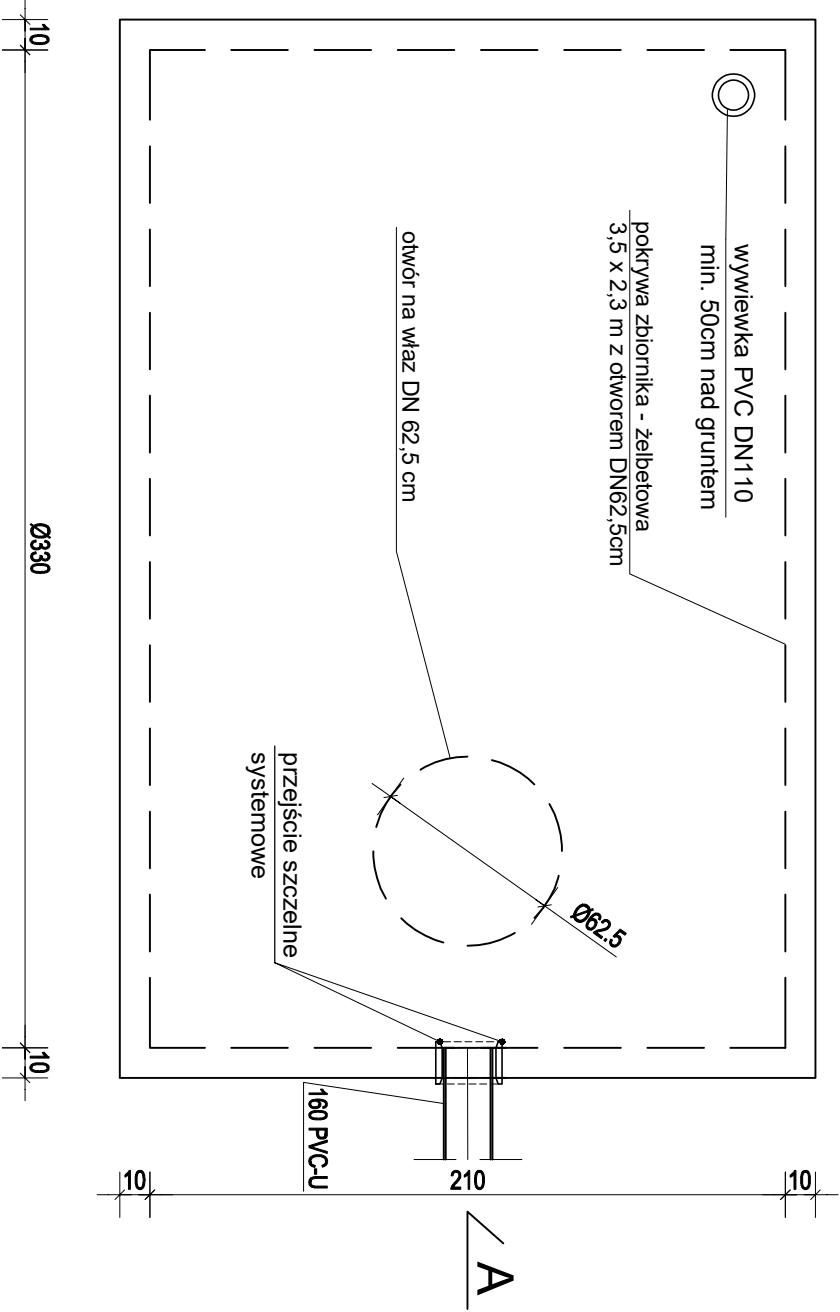 wywiewka PVC DN110
min. 50cm nad gruntem
pokrywa zbiornika - żelbetowa
3,5 x 2,3 m z otworem DN62,5cm
otwór na właz DN 62,5 cm
Ø62.5
przejście szczelne
systemowe
160 PVC-U
10
Ø330
10
10
210
10
A